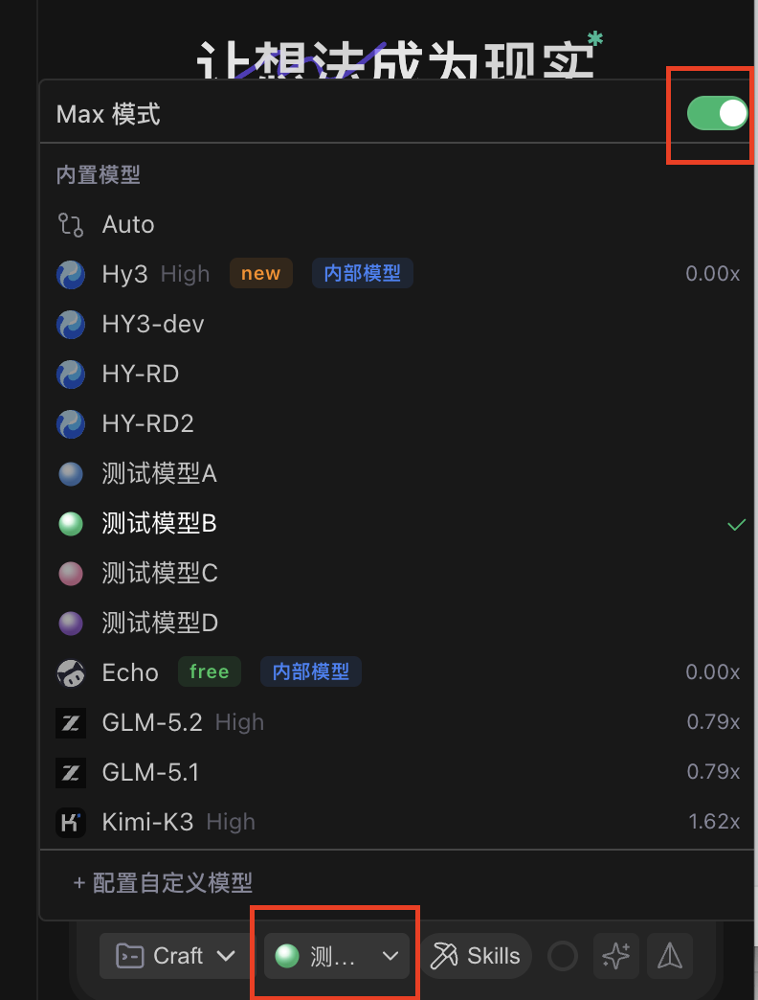 让想法成为现实
Max 模式
内置模型
Auto
Hy3 High new 内部模型 0.00x
HY3-dev
HY-RD
HY-RD2
测试模型A
测试模型B
测试模型C
测试模型D
Echo free 内部模型 0.00x
GLM-5.2 High 0.79x
GLM-5.1 0.79x
Kimi-K3 High 1.62x
+ 配置自定义模型
Craft 测... Skills